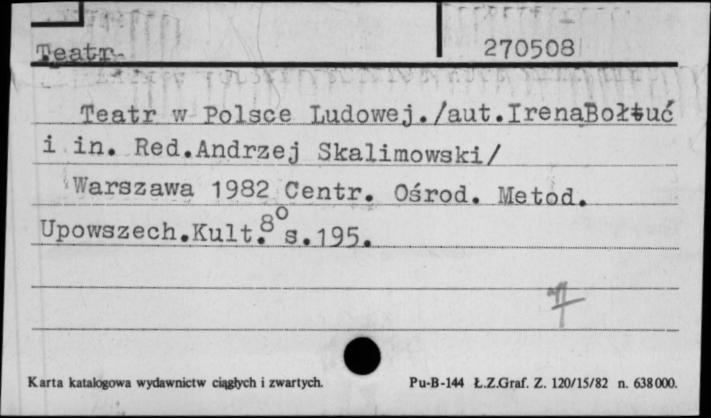 Teatr
270508
Teatr w Polsce Ludowej./aut.IrenaBołtuć
i in. Red.Andrzej Skalimowski/
Warszawa 1982 Centr. Ośrod. Metod.
Upowszech.Kult. 8° s.195.
Karta katalogowa wydawnictw ciągłych i zwartych.
Pu-B-144 Ł.Z.Graf. Z. 120/15/82 n. 638000.